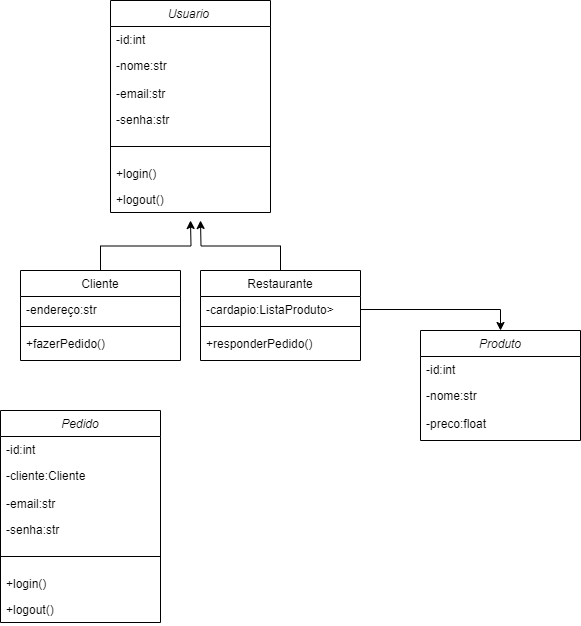 Usuario
-id:int
-nome:str
-email:str
-senha:str
+login()
+logout()
Cliente
-endereço:str
+fazerPedido()
Restaurante
-cardapio:ListaProduto>
+responderPedido()
Produto
-id:int
-nome:str
-preco:float
Pedido
-id:int
-cliente:Cliente
-email:str
-senha:str
+login()
+logout()